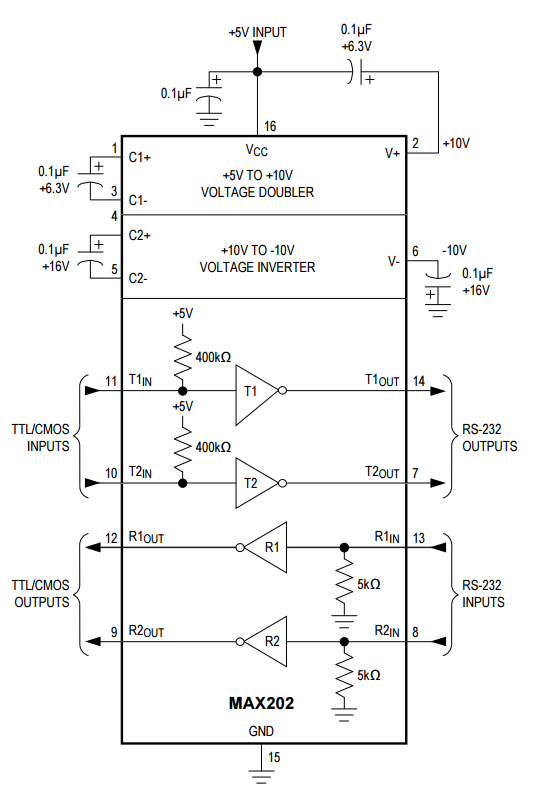 +5V INPUT
0.1µF
+6.3V
+
+
0.1µF
16
1
VCC
2
+10V
C1+
V+
+
0.1µF
+6.3V
+5V TO +10V
VOLTAGE DOUBLER
3
C1-
4
C2+
+
0.1µF
+16V
+10V TO -10V
VOLTAGE INVERTER
6
-10V
V-
5
C2-
0.1µF
+16V
+
+5V
400kΩ
11
T1IN
T1
T1OUT
14
+5V
TTL/CMOS
INPUTS
RS-232
OUTPUTS
400kΩ
10
T2IN
T2
T2OUT
7
12
R1OUT
R1
R1IN
13
5kΩ
TTL/CMOS
OUTPUTS
RS-232
INPUTS
9
R2OUT
R2
R2IN
8
5kΩ
MAX202
GND
15